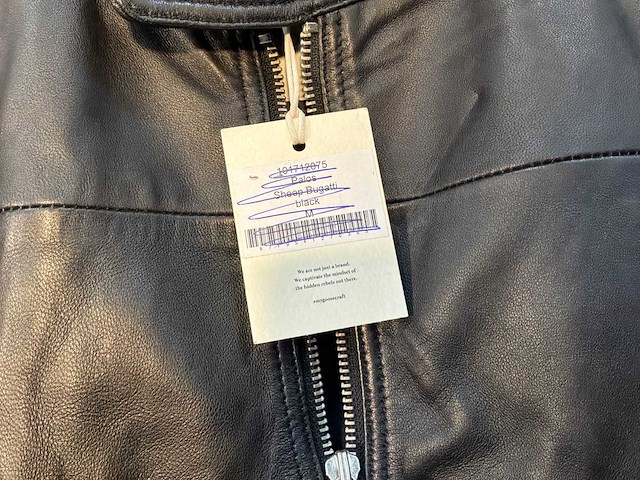 101712075
Palos
Sheep Bugatti
black
M
We are not just a brand;
We captivate the mindset of
the hidden rebels out there.
#mygoosecraft